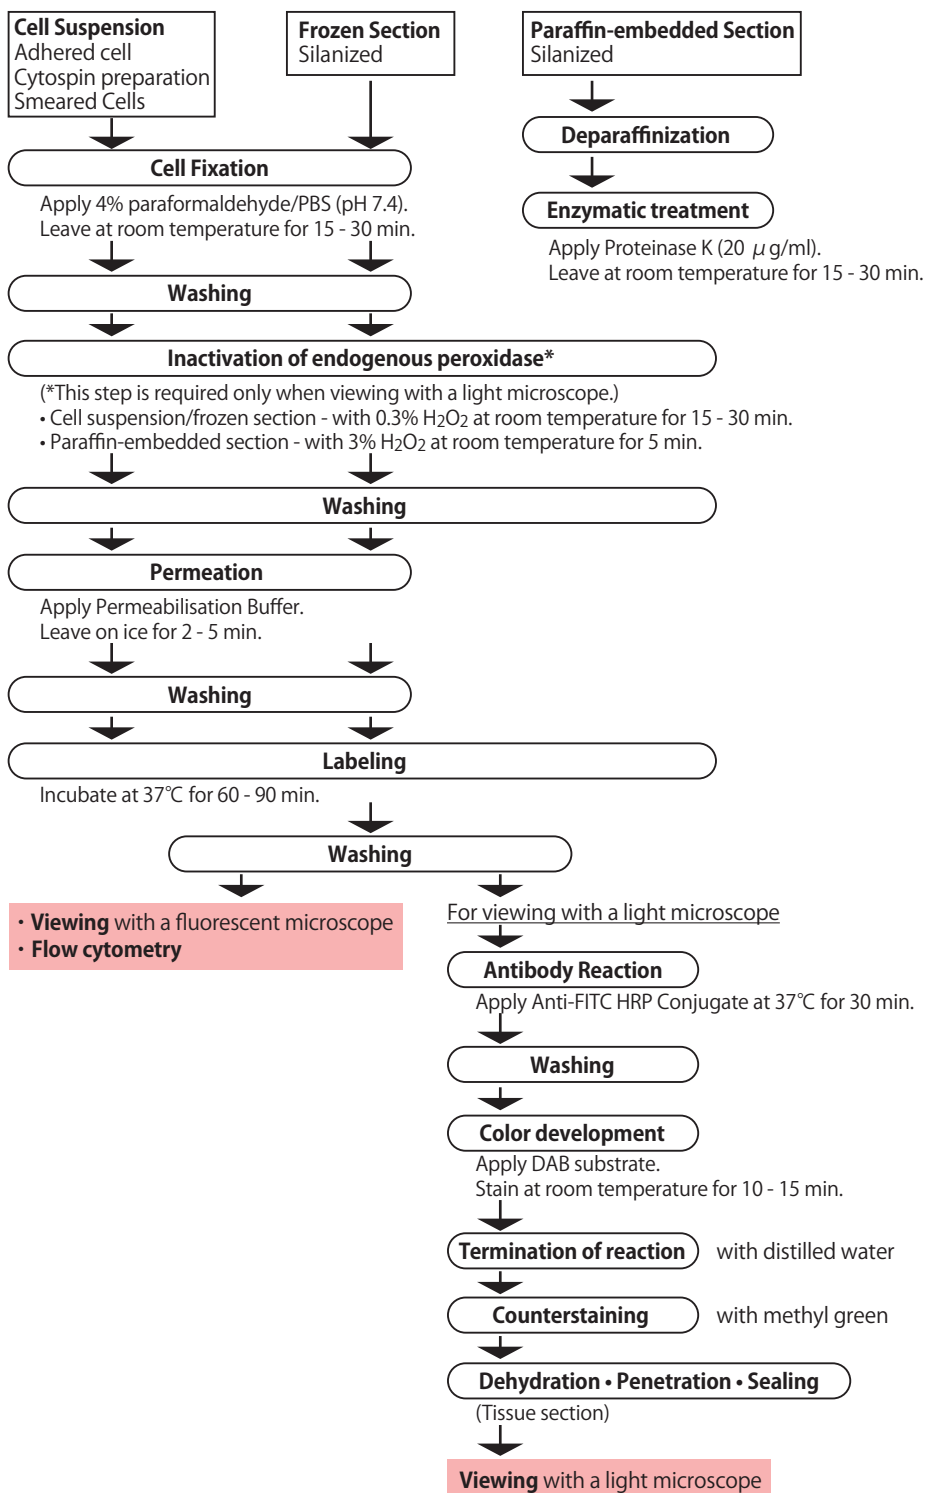 Cell Suspension
Adhered cell
Cytospin preparation
Smeared Cells
Frozen Section
Silanized
Paraffin-embedded Section
Silanized
Deparaffinization
Cell Fixation
Apply 4% paraformaldehyde/PBS (pH 7.4).
Leave at room temperature for 15 - 30 min.
Enzymatic treatment
Apply Proteinase K (20 μg/ml).
Leave at room temperature for 15 - 30 min.
Washing
Inactivation of endogenous peroxidase*
(*This step is required only when viewing with a light microscope.)
• Cell suspension/frozen section - with 0.3% H2O2 at room temperature for 15 - 30 min.
• Paraffin-embedded section - with 3% H2O2 at room temperature for 5 min.
Washing
Permeation
Apply Permeabilisation Buffer.
Leave on ice for 2 - 5 min.
Washing
Labeling
Incubate at 37℃ for 60 - 90 min.
Washing
・Viewing with a fluorescent microscope
・Flow cytometry
For viewing with a light microscope
Antibody Reaction
Apply Anti-FITC HRP Conjugate at 37℃ for 30 min.
Washing
Color development
Apply DAB substrate.
Stain at room temperature for 10 - 15 min.
Termination of reaction with distilled water
Counterstaining with methyl green
Dehydration • Penetration • Sealing
(Tissue section)
Viewing with a light microscope